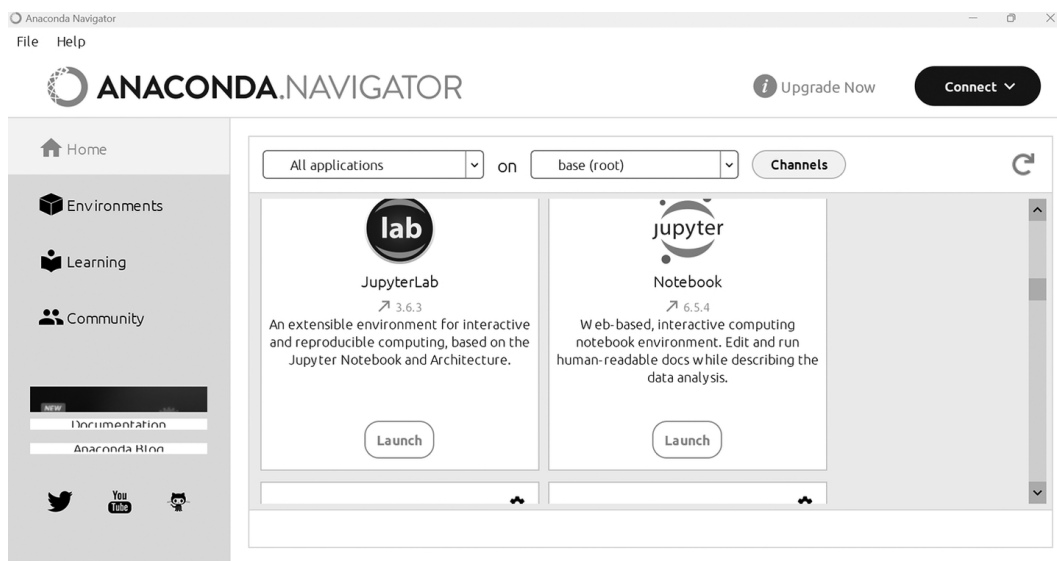 Anaconda Navigator
File Help
ANACONDA.NAVIGATOR
i Upgrade Now
Connect
Home
Environments
Learning
Community
NEW
Documentation
Anaconda Blog
You
Tube
All applications on base (root) Channels
lab
JupyterLab
3.6.3
An extensible environment for interactive
and reproducible computing, based on the
Jupyter Notebook and Architecture.
Launch
jupyter
Notebook
6.5.4
Web-based, interactive computing
notebook environment. Edit and run
human-readable docs while describing the
data analysis.
Launch